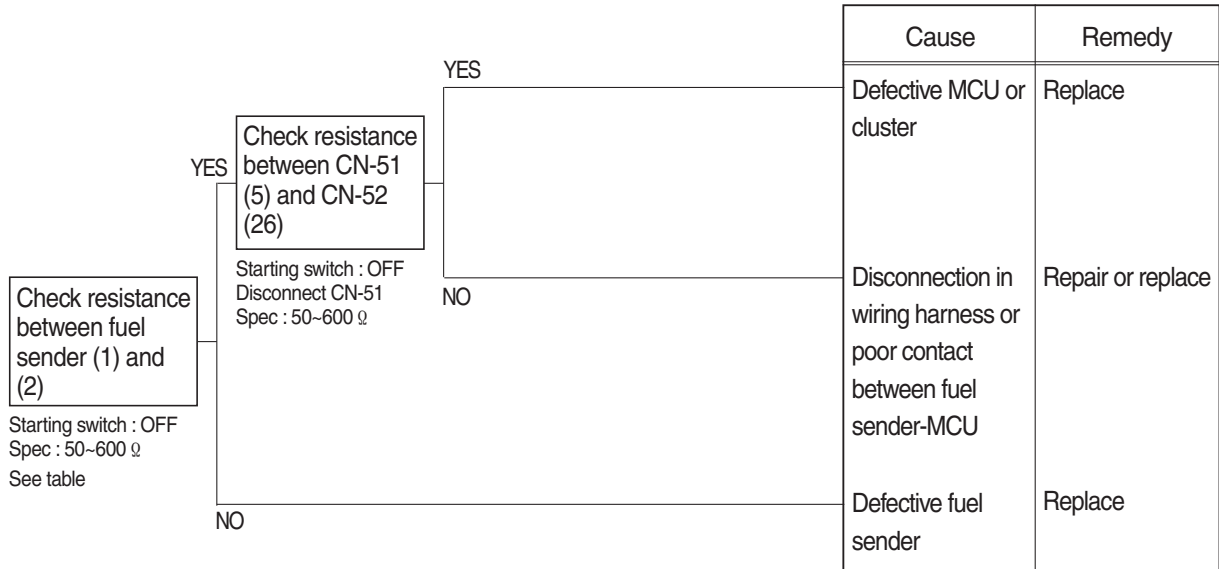 Check resistance
between fuel
sender (1) and
(2)
Starting switch : OFF
Spec : 50~600 Ω
See table
YES
NO
Check resistance
between CN-51
(5) and CN-52
(26)
Starting switch : OFF
Disconnect CN-51
Spec : 50~600 Ω
YES
NO
Cause Remedy
Defective MCU or Replace
cluster
Disconnection in Repair or replace
wiring harness or
poor contact
between fuel
sender-MCU
Defective fuel Replace
sender